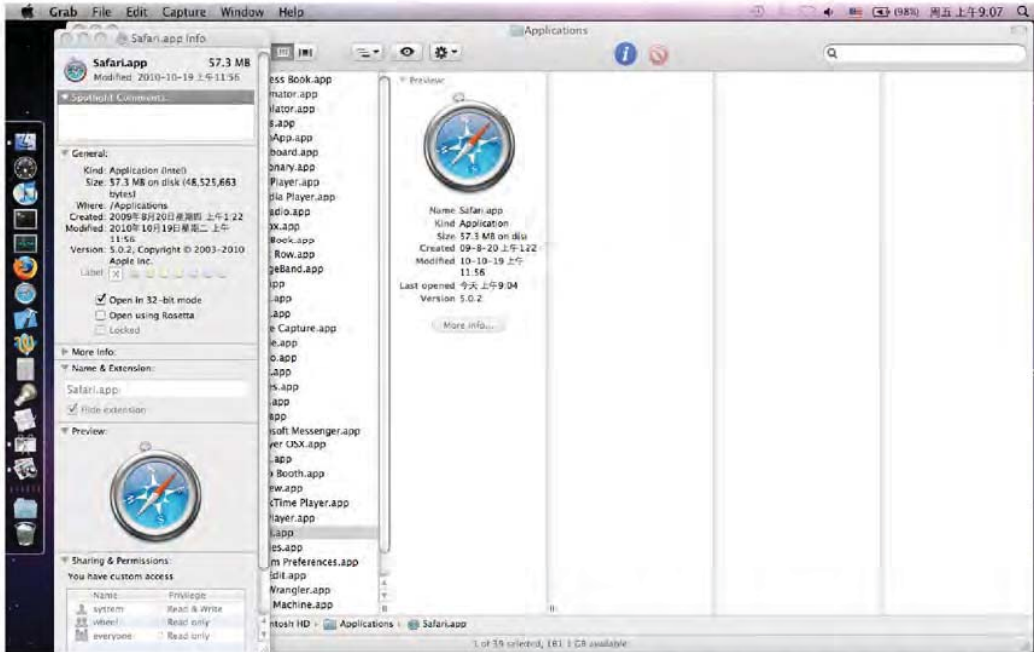 Grab File Edit Capture Window Help
(98%) 周五 上午9.07
Safari.app Info
Safari.app 57.3 MB
Modified: 2010-10-19 上午11:56
Spotlight Comments:
General:
Kind: Application (Intel)
Size: 57.3 MB on disk (48,525,663
bytes)
Where: /Applications
Created: 2009年8月20日星期四 上午1:22
Modified: 2010年10月19日星期二 上午
11:56
Version: 5.0.2, Copyright © 2003-2010
Apple Inc.
Label:
Open in 32-bit mode
Open using Rosetta
Locked
More Info:
Name & Extension:
Safari.app
Hide extension
Preview:
Sharing & Permissions:
You have custom access
Name Privilege
system Read & Write
wheel Read only
everyone Read only
Applications
ess Book.app
mator.app
lator.app
s.app
App.app
board.app
onary.app
Player.app
dia Player.app
adio.app
ox.app
Book.app
Row.app
geBand.app
app
.app
.app
e Capture.app
le.app
o.app
.app
es.app
.app
app
soft Messenger.app
yer OSX.app
.app
Booth.app
ew.app
kTime Player.app
layer.app
i.app
ies.app
m Preferences.app
Edit.app
Wrangler.app
Machine.app
Preview:
Name Safari.app
Kind Application
Size 57.3 MB on disk
Created 09-8-20 上午122
Modified 10-10-19 上午
11:56
Last opened 今天 上午9:04
Version 5.0.2
More info...
ntosh HD Applications Safari.app
1 of 39 selected, 161.1 GB available